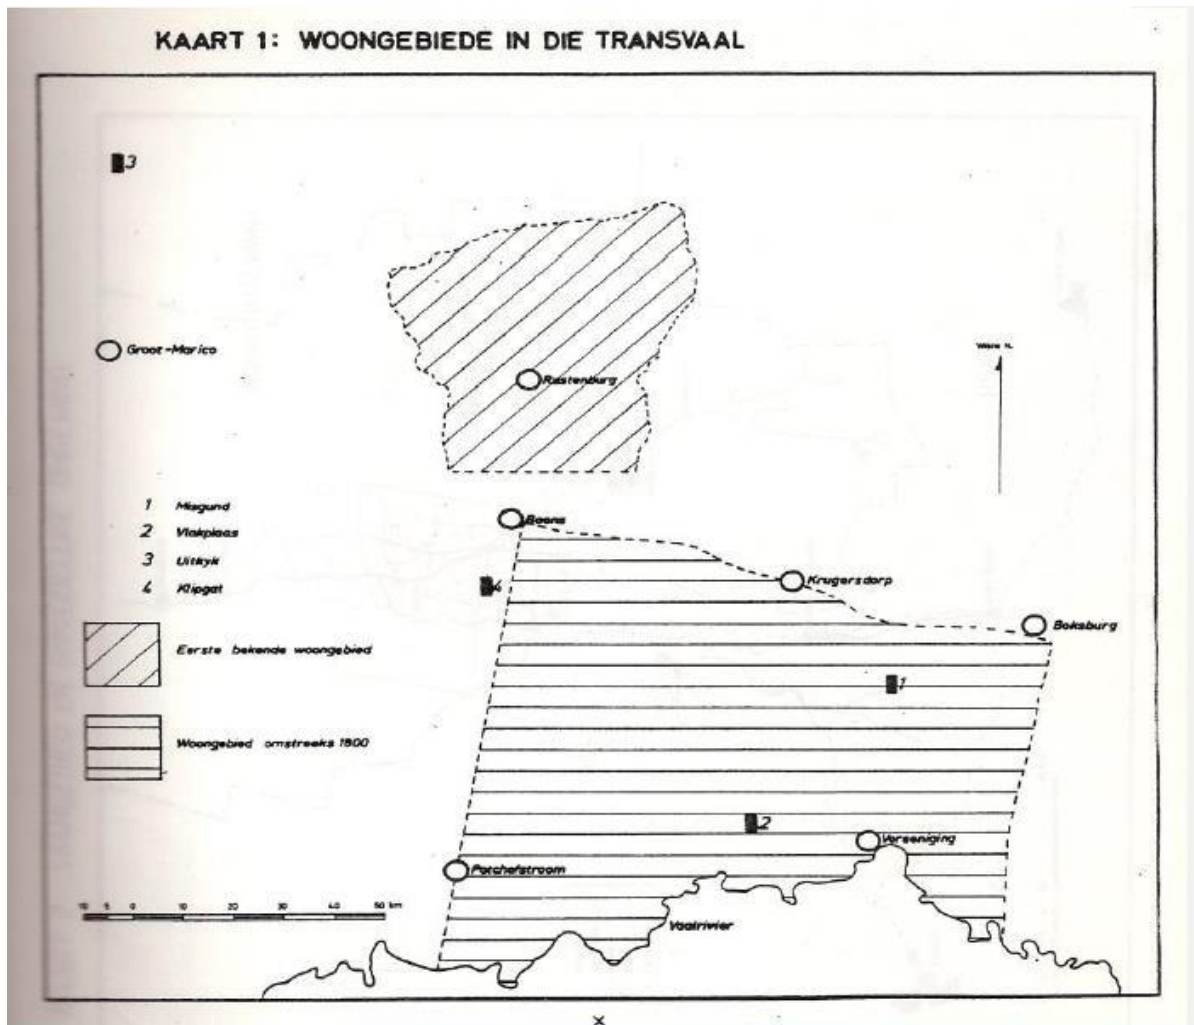 KAART 1: WOONGEBIEDE IN DIE TRANSVAAL
3
Groot-Marico
Rustenburg
Ware N.
1 Misgund
2 Vlakplaas
3 Uitkyk
4 Klipgat
Boons
4
Krugersdorp
Boksburg
Eerste bekende woongebied
1
Woongebied omstreeks 1800
2
Vereeniging
Potchefstroom
10 5 0 10 20 30 40 50 km
Vaalrivier
x